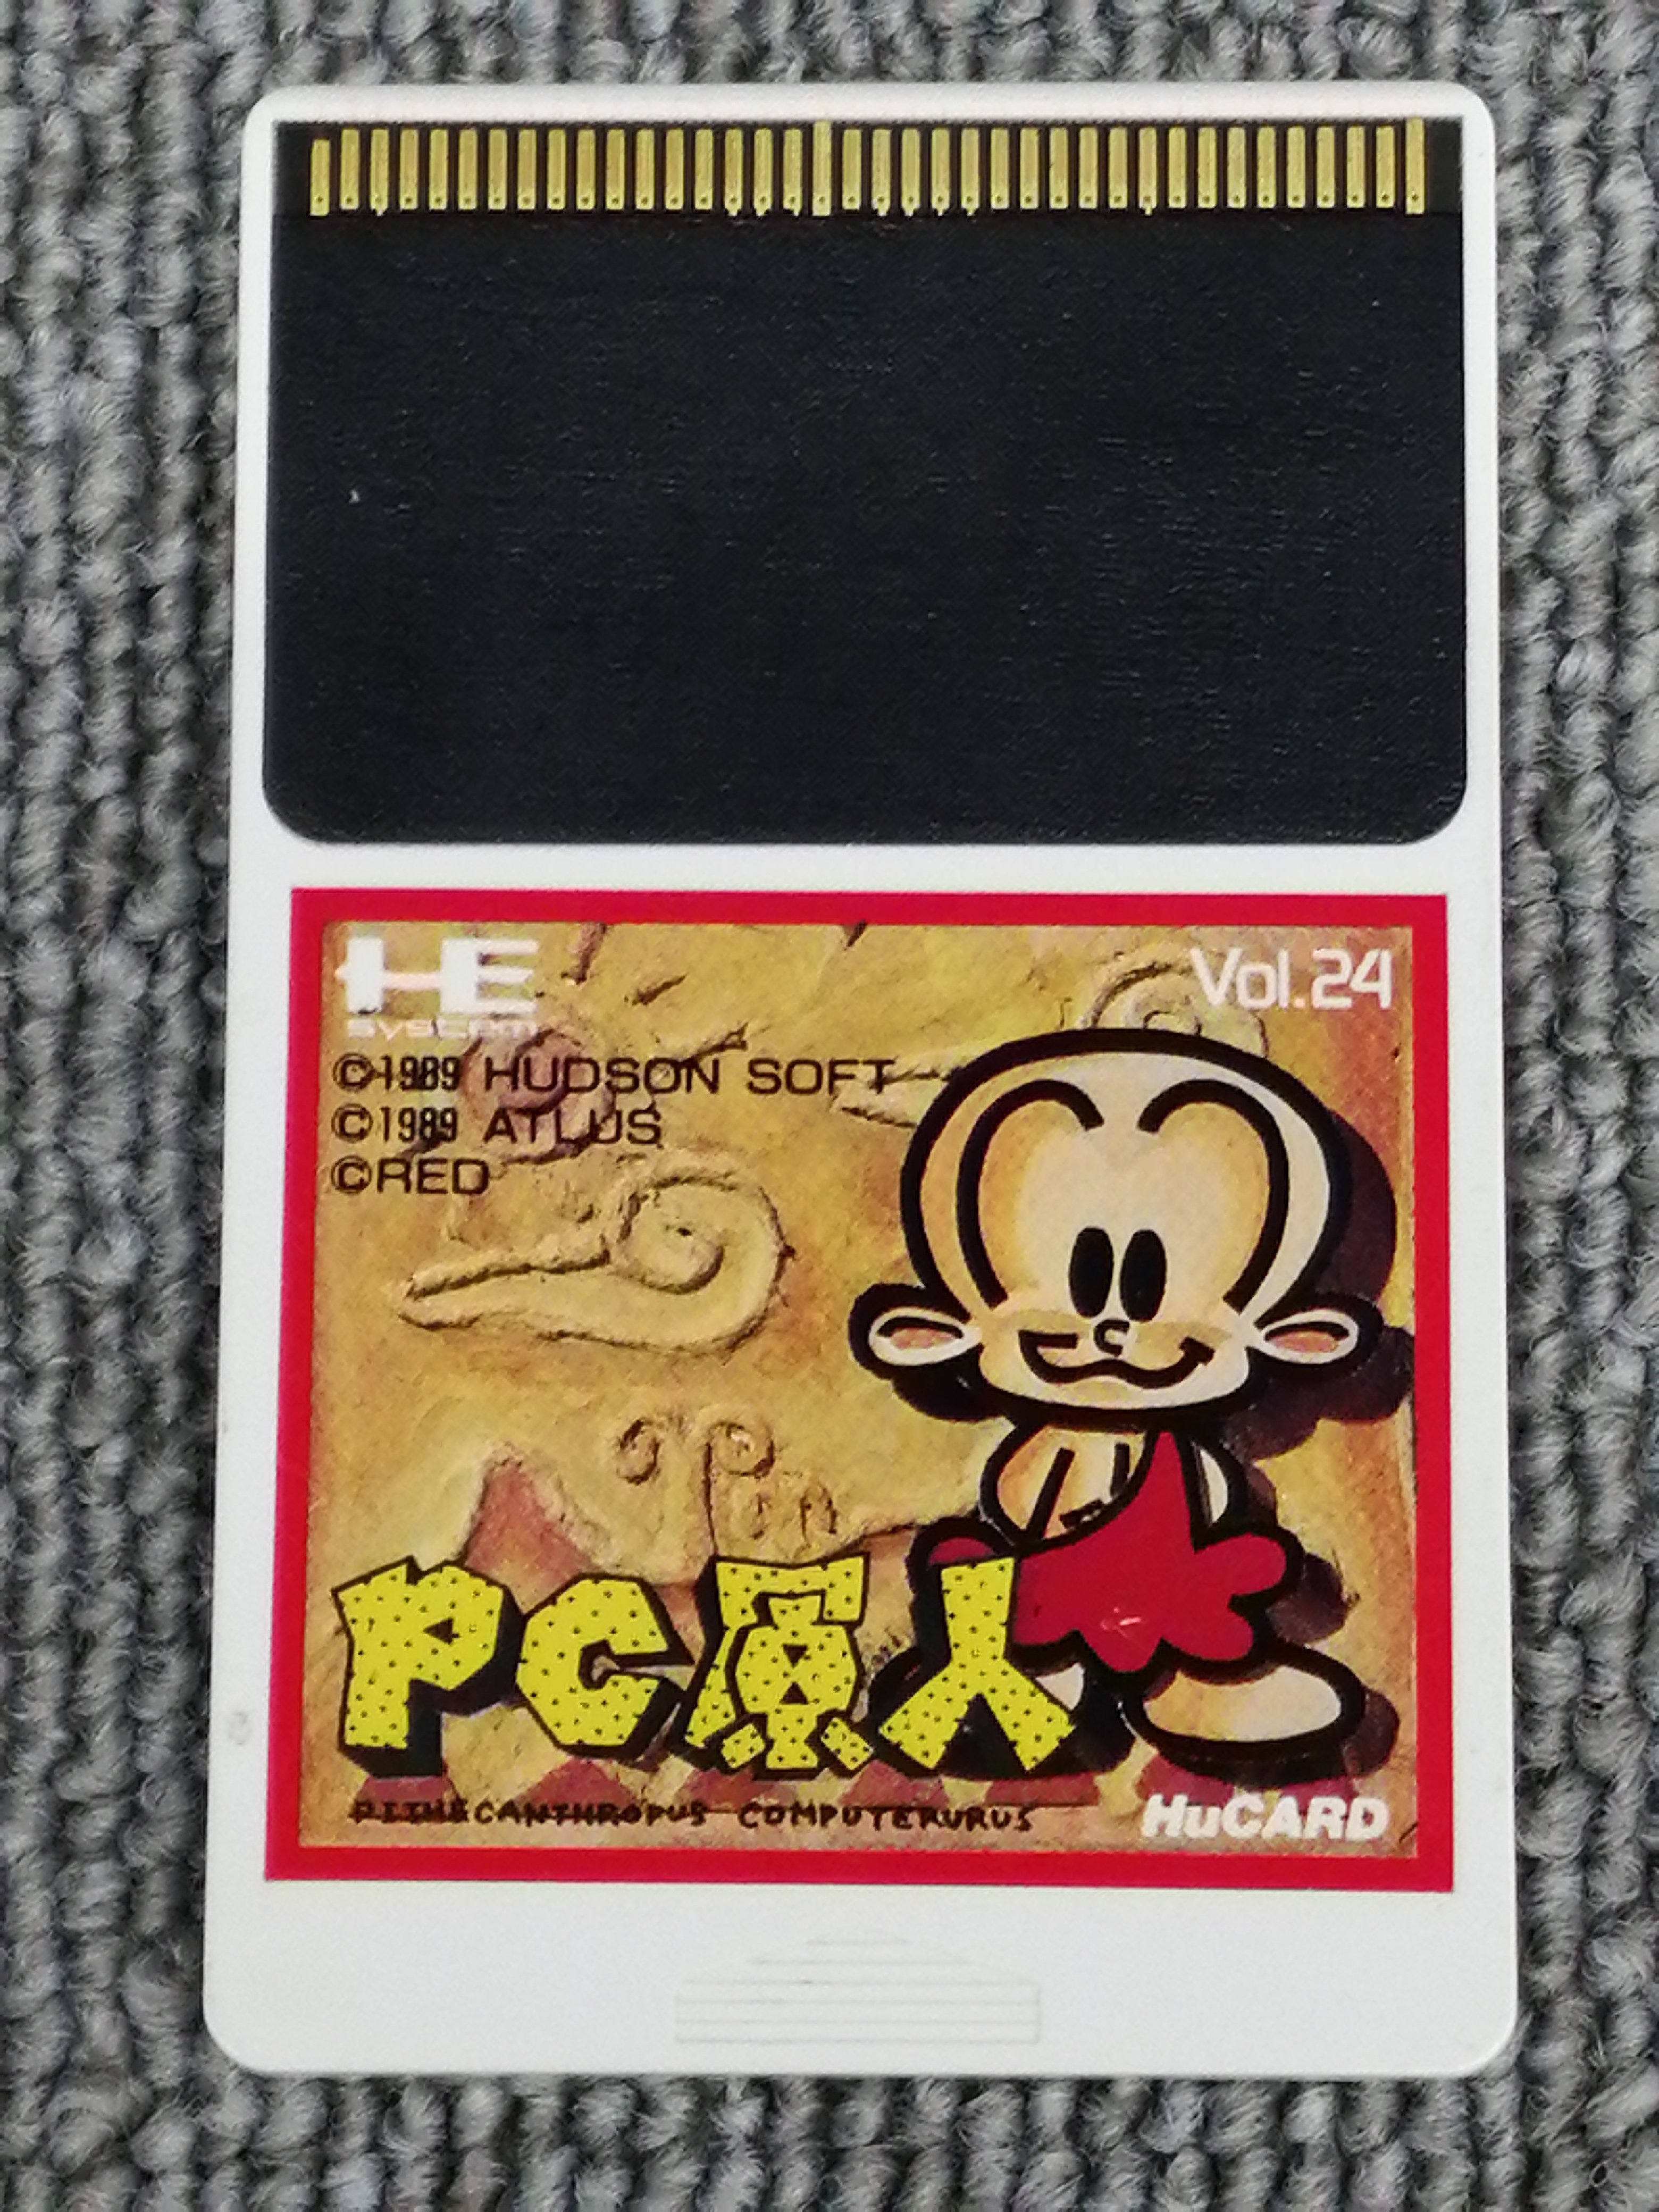 HE
system
Vol.24
©1989 HUDSON SOFT
©1989 ATLUS
©RED
PC原人
PITHECANTHROPUS COMPUTERURUS
HuCARD